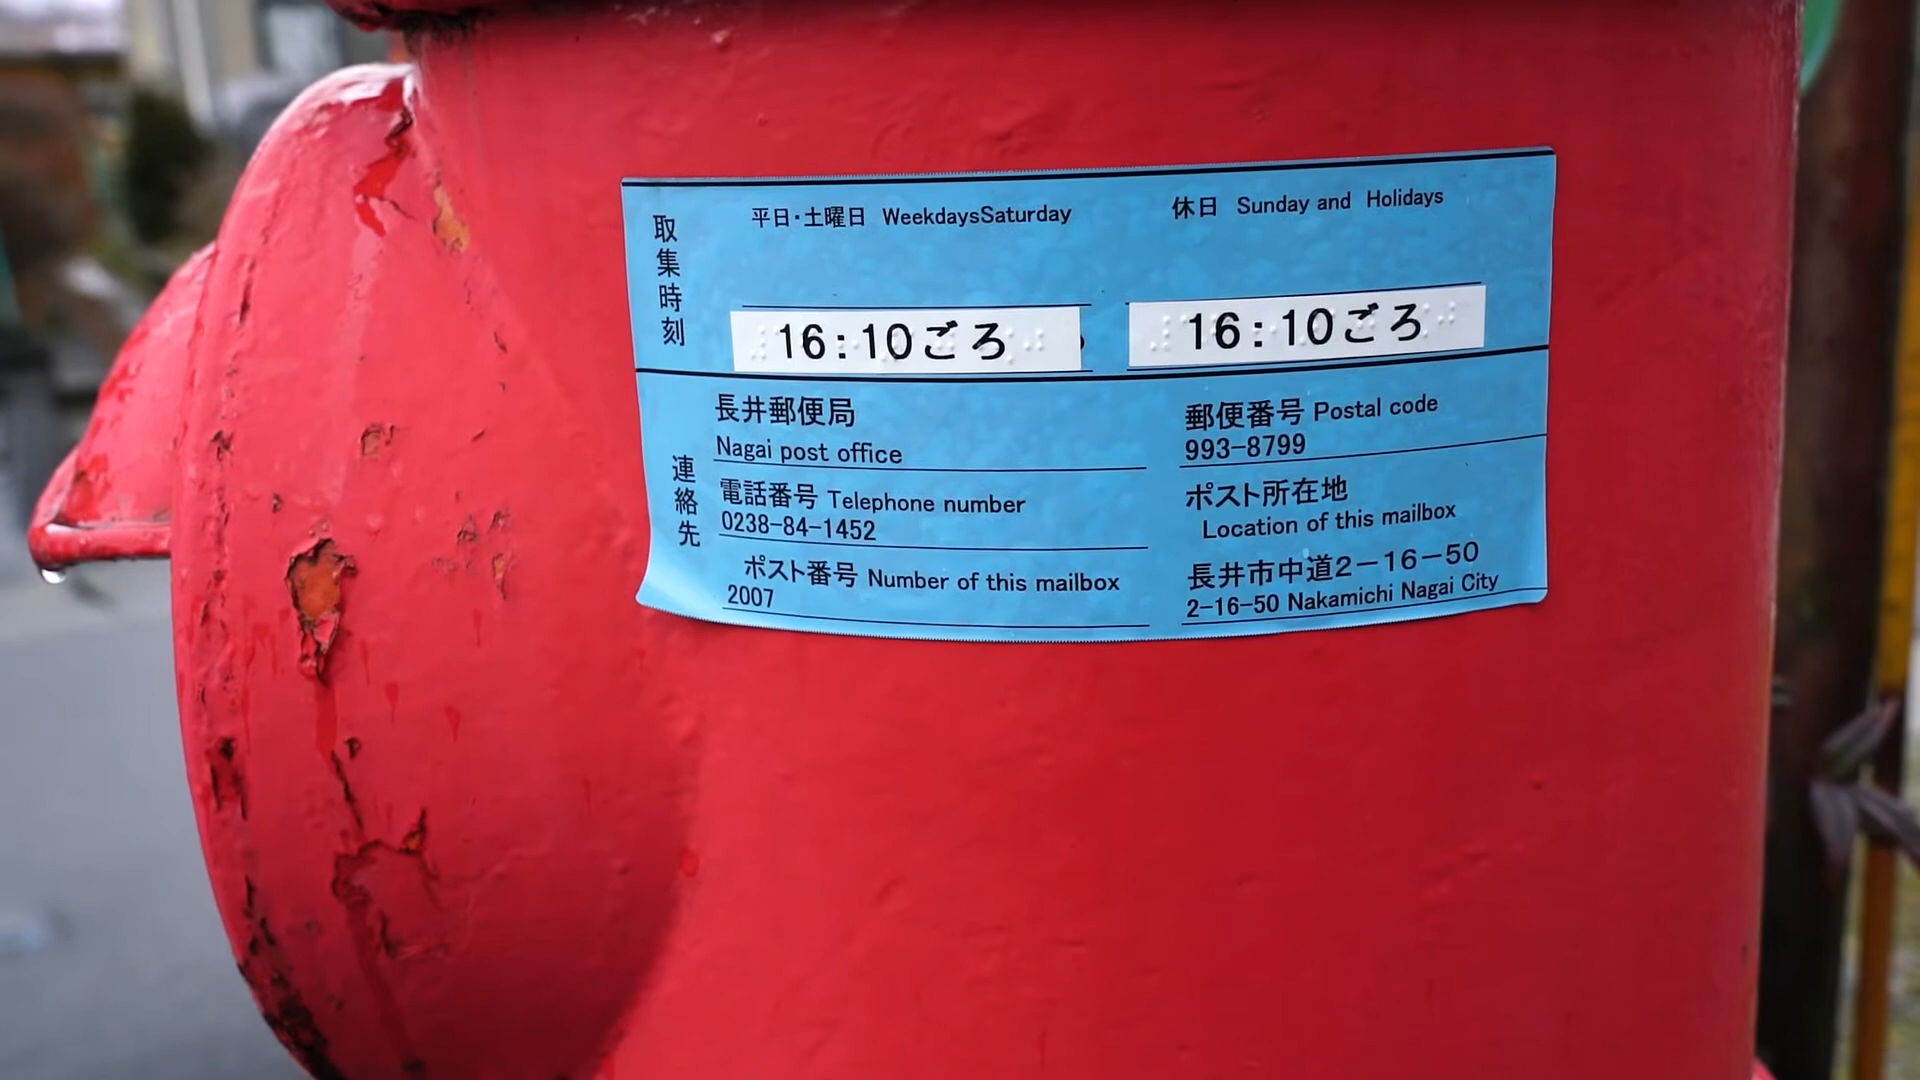 取集時刻
平日・土曜日 WeekdaysSaturday
休日 Sunday and Holidays
16:10ごろ
16:10ごろ
連絡先
長井郵便局
Nagai post office
電話番号 Telephone number
0238-84-1452
ポスト番号 Number of this mailbox
2007
郵便番号 Postal code
993-8799
ポスト所在地
Location of this mailbox
長井市中道2-16-50
2-16-50 Nakamichi Nagai City